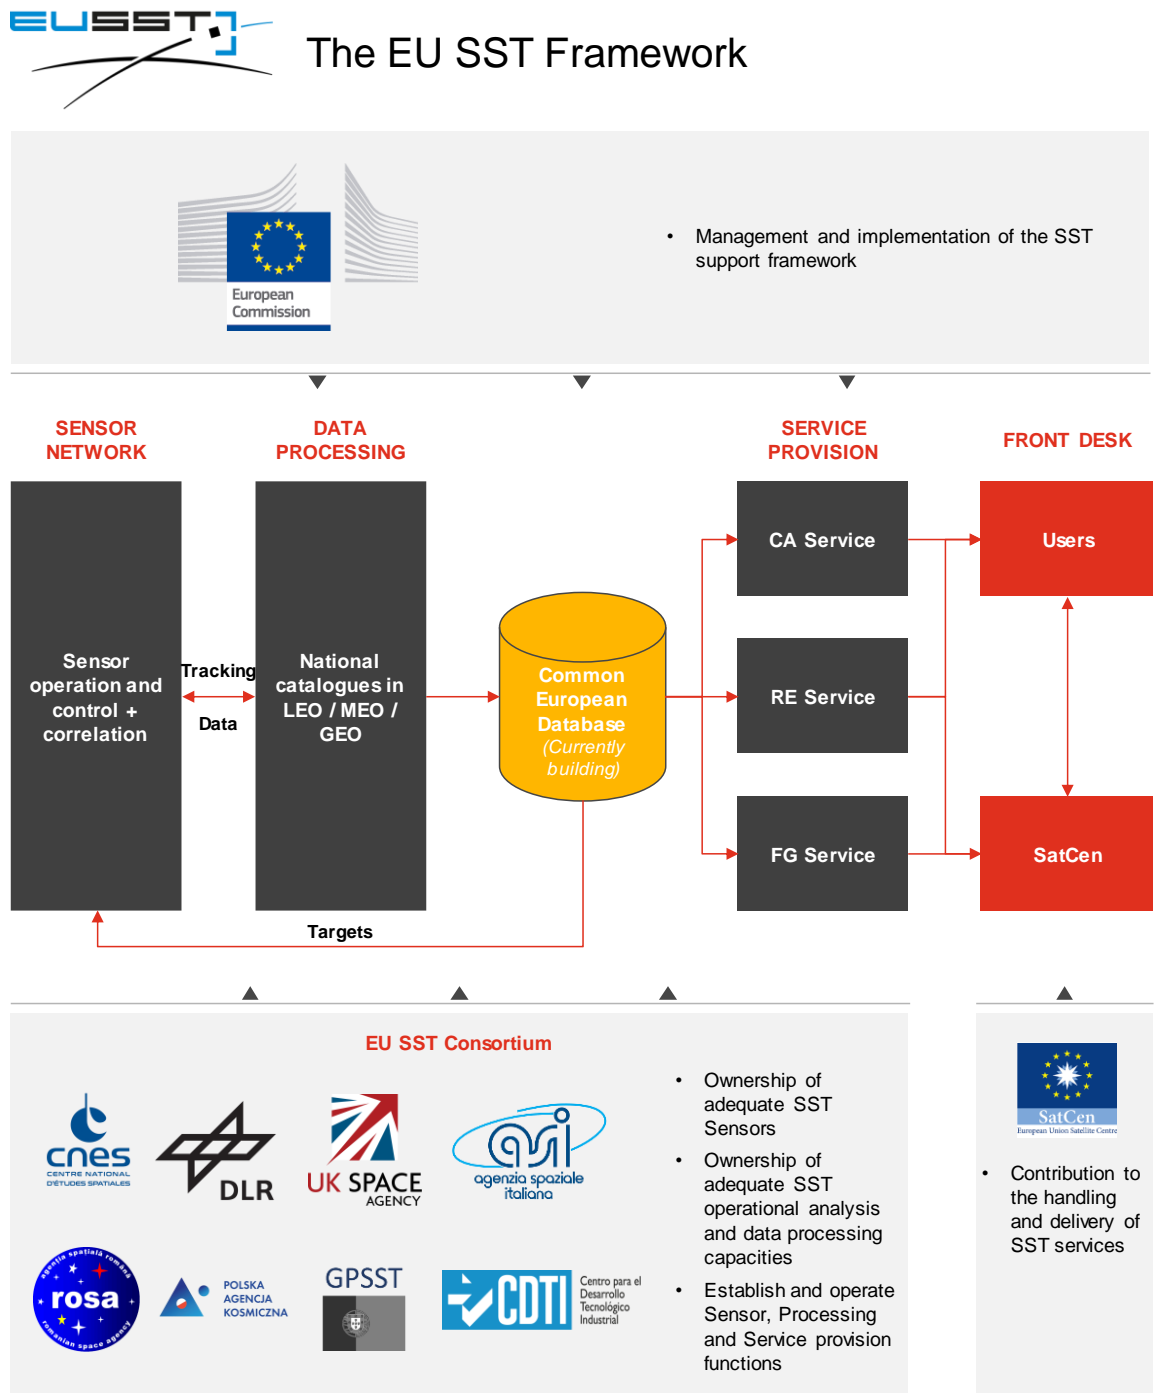 EUSST
The EU SST Framework
European
Commission
• Management and implementation of the SST
support framework
SENSOR
NETWORK
DATA
PROCESSING
SERVICE
PROVISION
FRONT DESK
Sensor
operation and
control +
correlation
Tracking
Data
National
catalogues in
LEO / MEO /
GEO
Common
European
Database
(Currently
building)
CA Service
RE Service
FG Service
Users
SatCen
Targets
EU SST Consortium
cnes
CENTRE NATIONAL
D'ÉTUDES SPATIALES
DLR
UK SPACE
AGENCY
asi
agenzia spaziale
italiana
agenţia spaţială română
rosa
romanian space agency
POLSKA
AGENCJA
KOSMICZNA
GPSST
CDTI
Centro para el
Desarrollo
Tecnológico
Industrial
• Ownership of
adequate SST
Sensors
• Ownership of
adequate SST
operational analysis
and data processing
capacities
• Establish and operate
Sensor, Processing
and Service provision
functions
SatCen
European Union Satellite Centre
• Contribution to
the handling
and delivery of
SST services